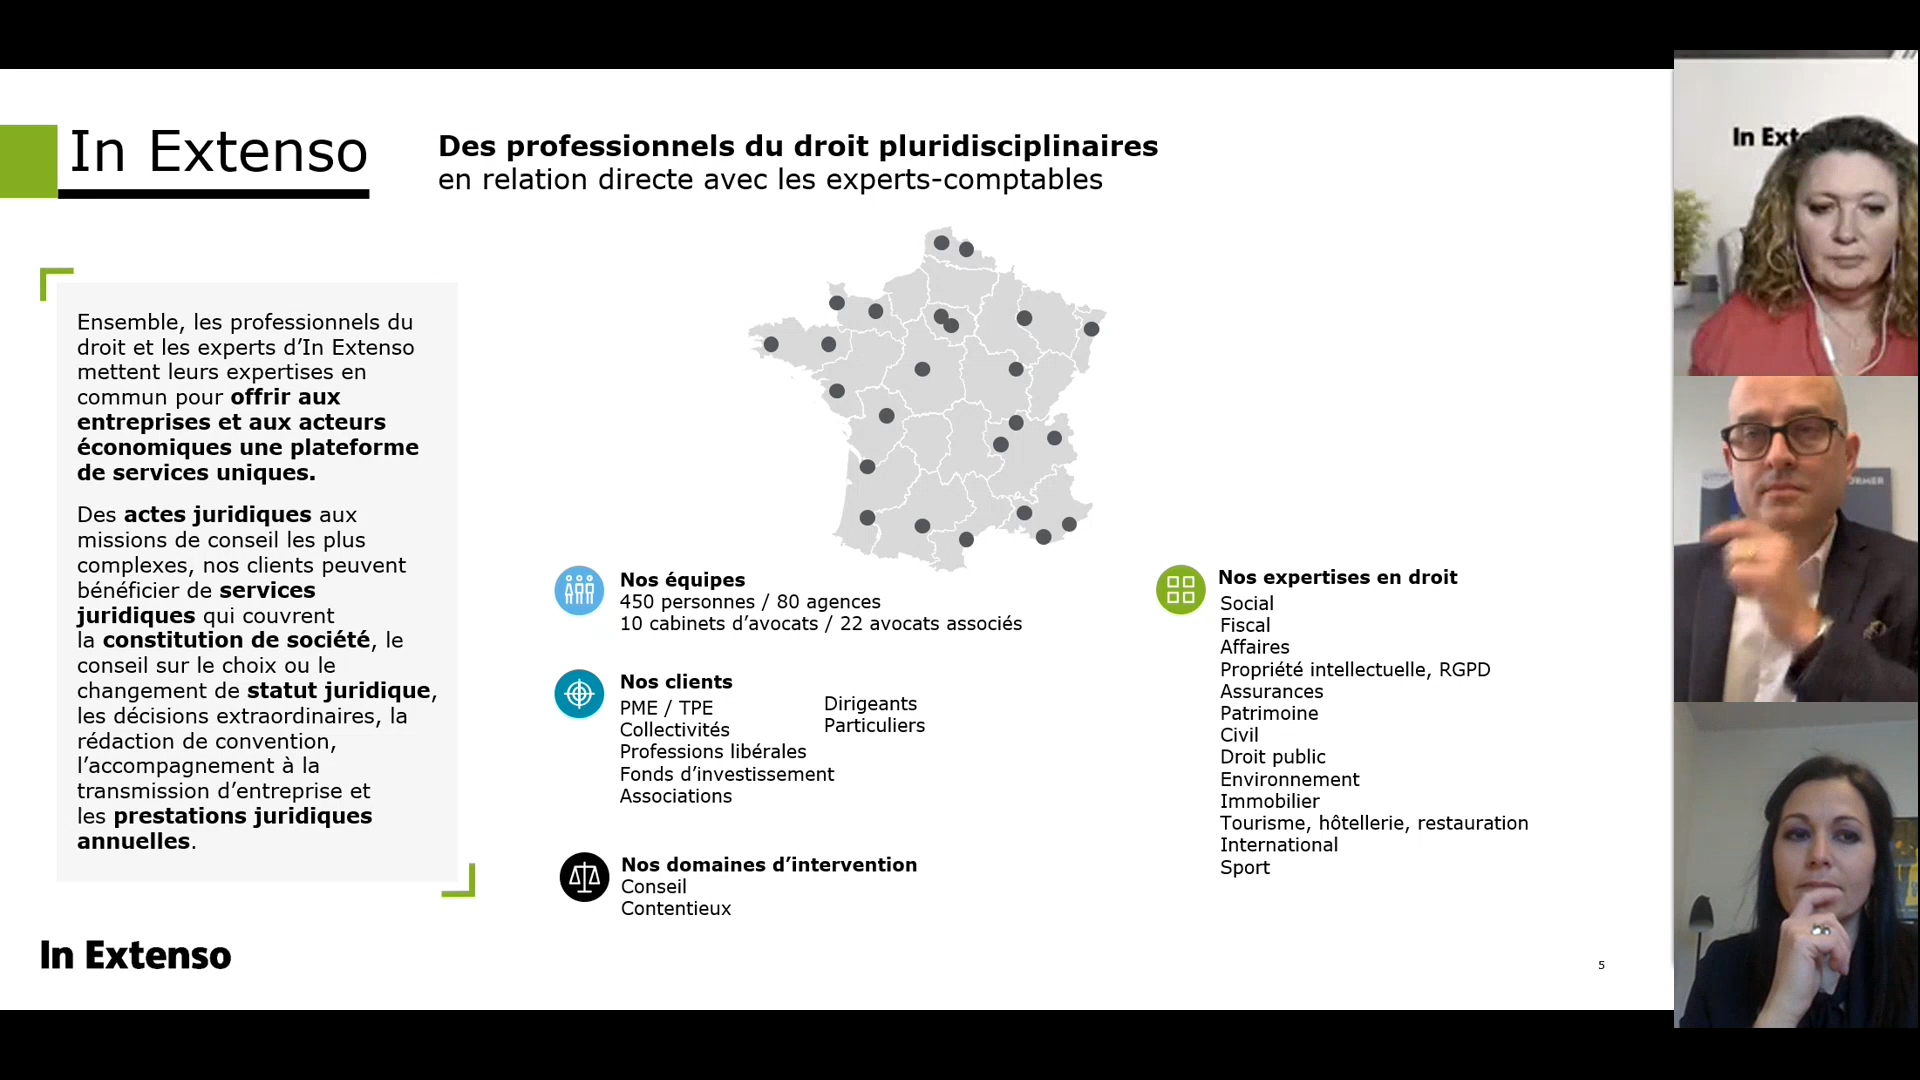 In Extenso
Des professionnels du droit pluridisciplinaires
en relation directe avec les experts-comptables
Ensemble, les professionnels du
droit et les experts d’In Extenso
mettent leurs expertises en
commun pour offrir aux
entreprises et aux acteurs
économiques une plateforme
de services uniques.
Des actes juridiques aux
missions de conseil les plus
complexes, nos clients peuvent
bénéficier de services
juridiques qui couvrent
la constitution de société, le
conseil sur le choix ou le
changement de statut juridique,
les décisions extraordinaires, la
rédaction de convention,
l’accompagnement à la
transmission d’entreprise et
les prestations juridiques
annuelles.
Nos équipes
450 personnes / 80 agences
10 cabinets d’avocats / 22 avocats associés
Nos clients
PME / TPE
Collectivités
Professions libérales
Fonds d’investissement
Associations
Dirigeants
Particuliers
Nos domaines d’intervention
Conseil
Contentieux
Nos expertises en droit
Social
Fiscal
Affaires
Propriété intellectuelle, RGPD
Assurances
Patrimoine
Civil
Droit public
Environnement
Immobilier
Tourisme, hôtellerie, restauration
International
Sport
In Extenso
5
In Ext